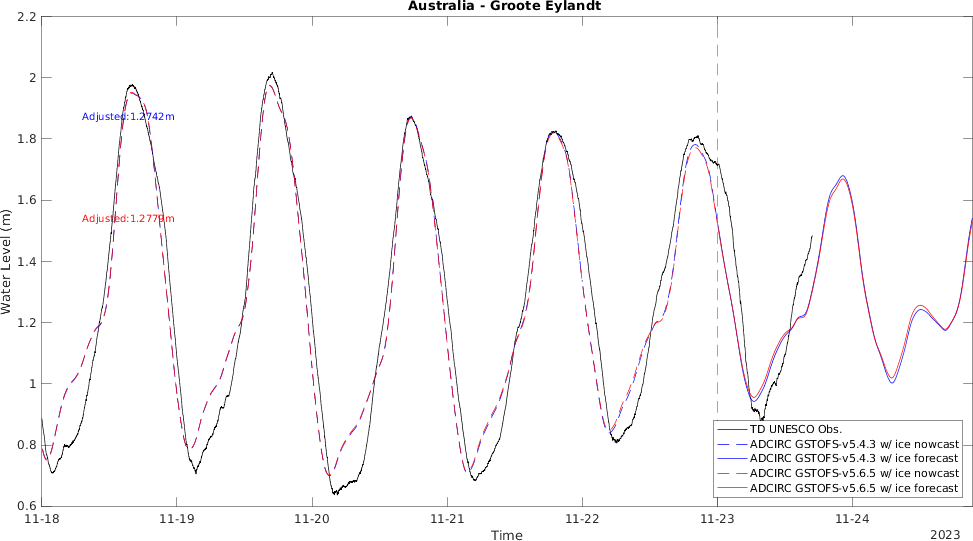 Australia - Groote Eylandt
2.2
2
1.8
1.6
1.4
1.2
1
0.8
0.6
Water Level (m)
Adjusted:1.2742m
Adjusted:1.2779m
TD UNESCO Obs.
ADCIRC GSTOFS-v5.4.3 w/ ice nowcast
ADCIRC GSTOFS-v5.4.3 w/ ice forecast
ADCIRC GSTOFS-v5.6.5 w/ ice nowcast
ADCIRC GSTOFS-v5.6.5 w/ ice forecast
11-18 11-19 11-20 11-21 11-22 11-23 11-24
Time
2023